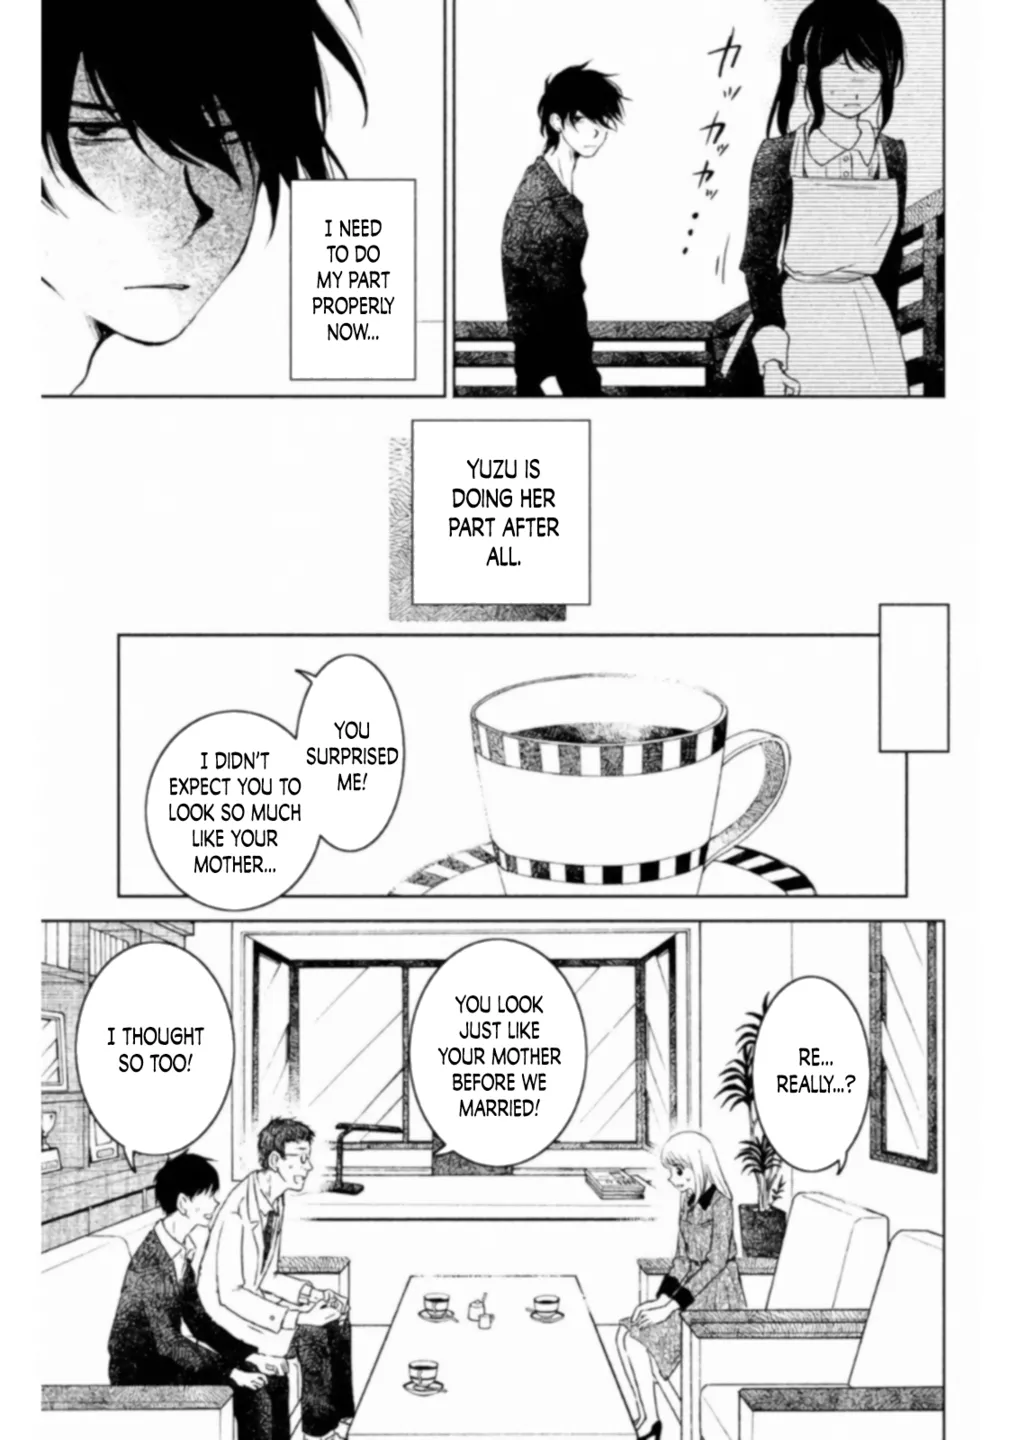 カッ
カッ
カッ
I NEED
TO DO
MY PART
PROPERLY
NOW...
YUZU IS
DOING HER
PART AFTER
ALL.
YOU
SURPRISED
ME!
I DIDN'T
EXPECT YOU TO
LOOK SO MUCH
LIKE YOUR
MOTHER...
I THOUGHT
SO TOO!
YOU LOOK
JUST LIKE
YOUR MOTHER
BEFORE WE
MARRIED!
RE...
REALLY...?